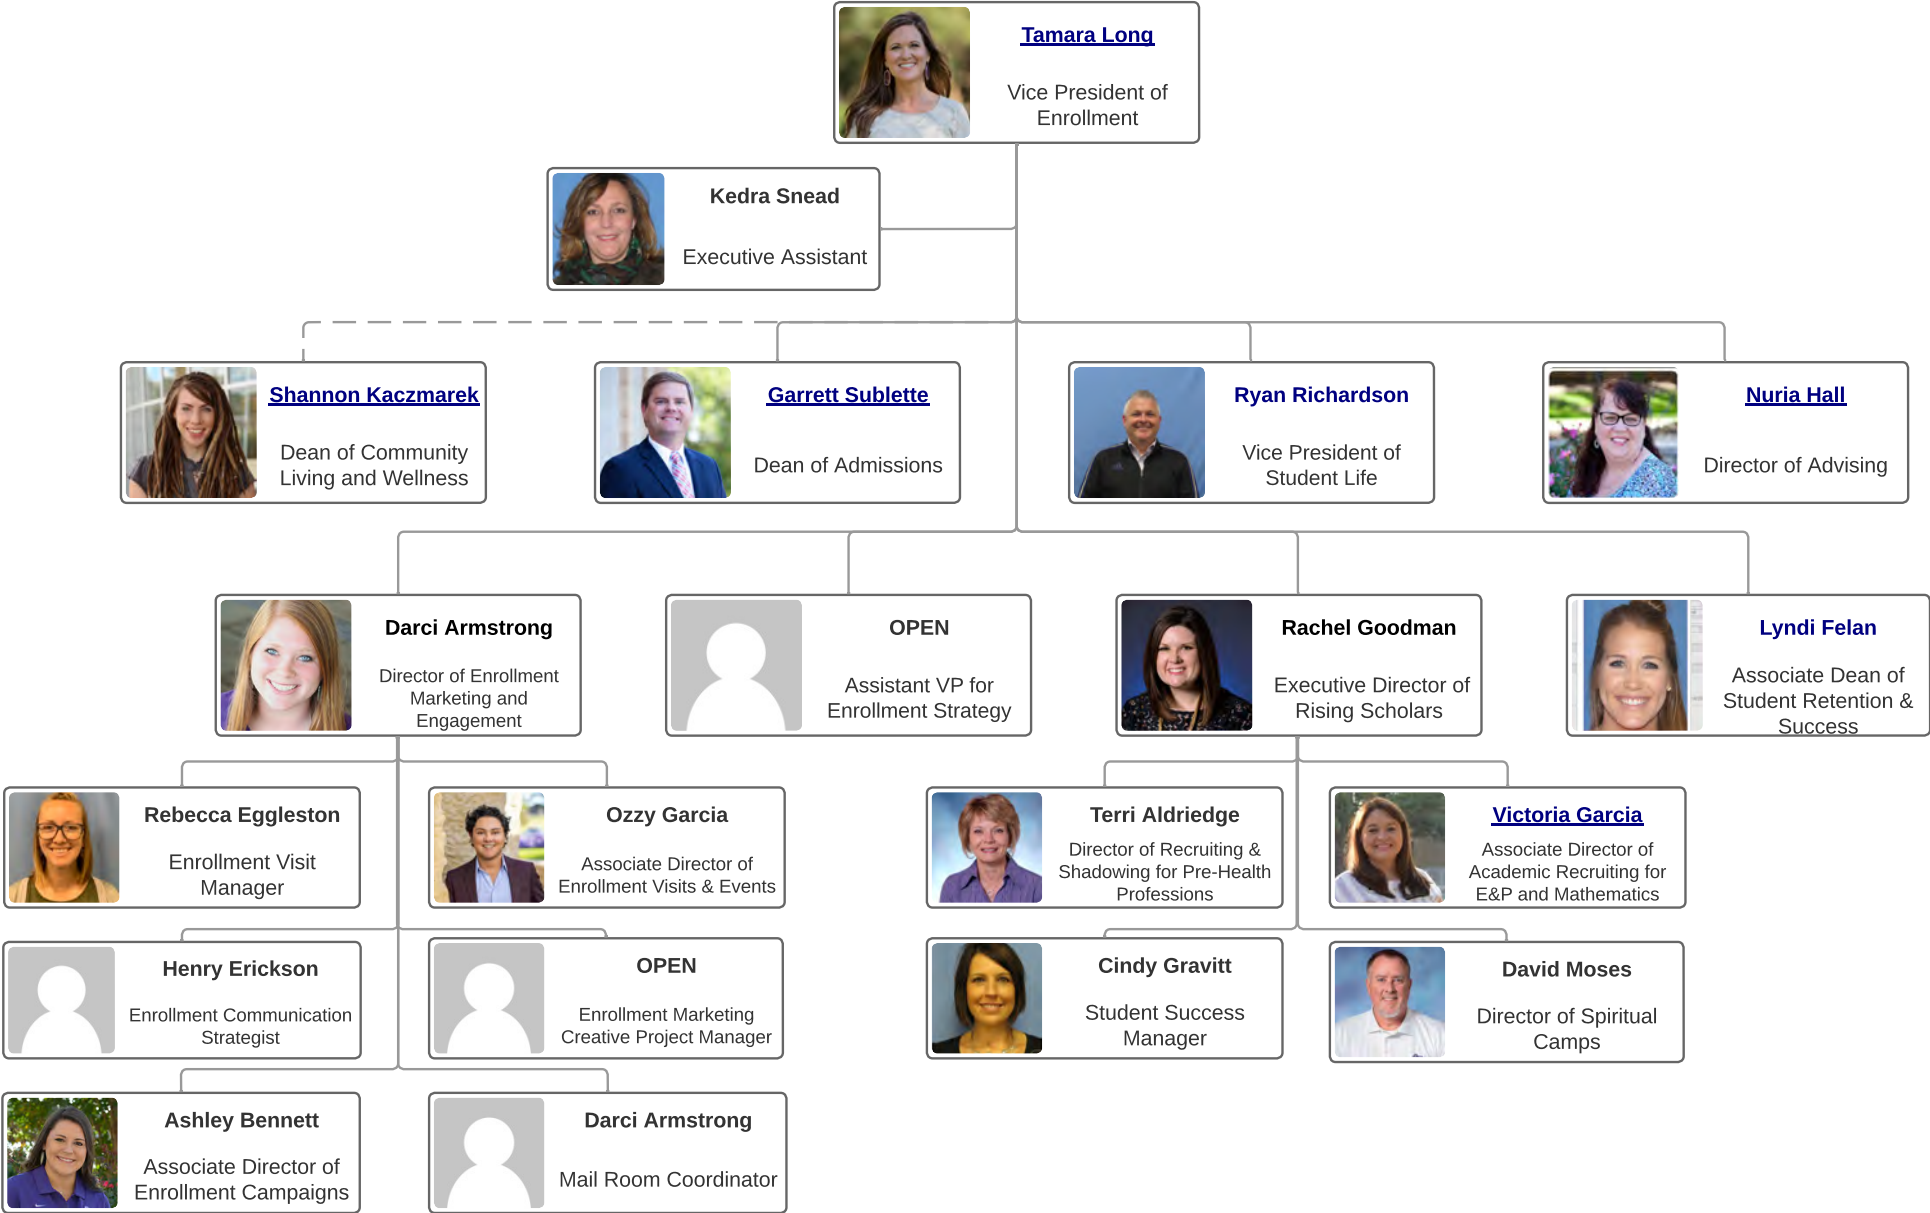 Tamara Long
Vice President of
Enrollment
Kedra Snead
Executive Assistant
Shannon Kaczmarek
Dean of Community
Living and Wellness
Garrett Sublette
Dean of Admissions
Ryan Richardson
Vice President of
Student Life
Nuria Hall
Director of Advising
Darci Armstrong
Director of Enrollment
Marketing and
Engagement
OPEN
Assistant VP for
Enrollment Strategy
Rachel Goodman
Executive Director of
Rising Scholars
Lyndi Felan
Associate Dean of
Student Retention &
Success
Rebecca Eggleston
Enrollment Visit
Manager
Ozzy Garcia
Associate Director of
Enrollment Visits & Events
Terri Aldriedge
Director of Recruiting &
Shadowing for Pre-Health
Professions
Victoria Garcia
Associate Director of
Academic Recruiting for
E&P and Mathematics
Henry Erickson
Enrollment Communication
Strategist
OPEN
Enrollment Marketing
Creative Project Manager
Cindy Gravitt
Student Success
Manager
David Moses
Director of Spiritual
Camps
Ashley Bennett
Associate Director of
Enrollment Campaigns
Darci Armstrong
Mail Room Coordinator